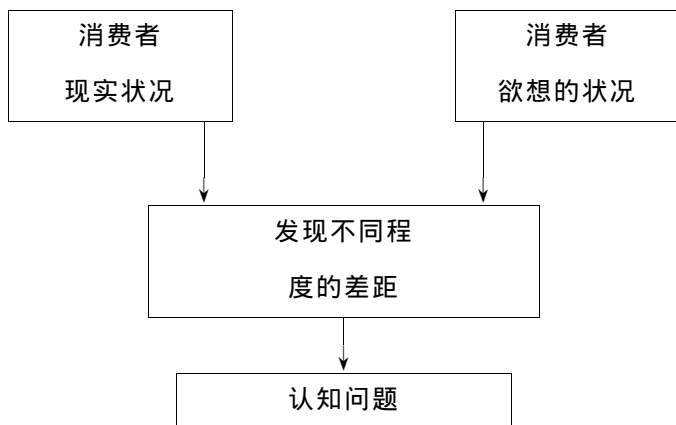 消费者
现实状况
消费者
欲想的状况
发现不同程
度的差距
认知问题